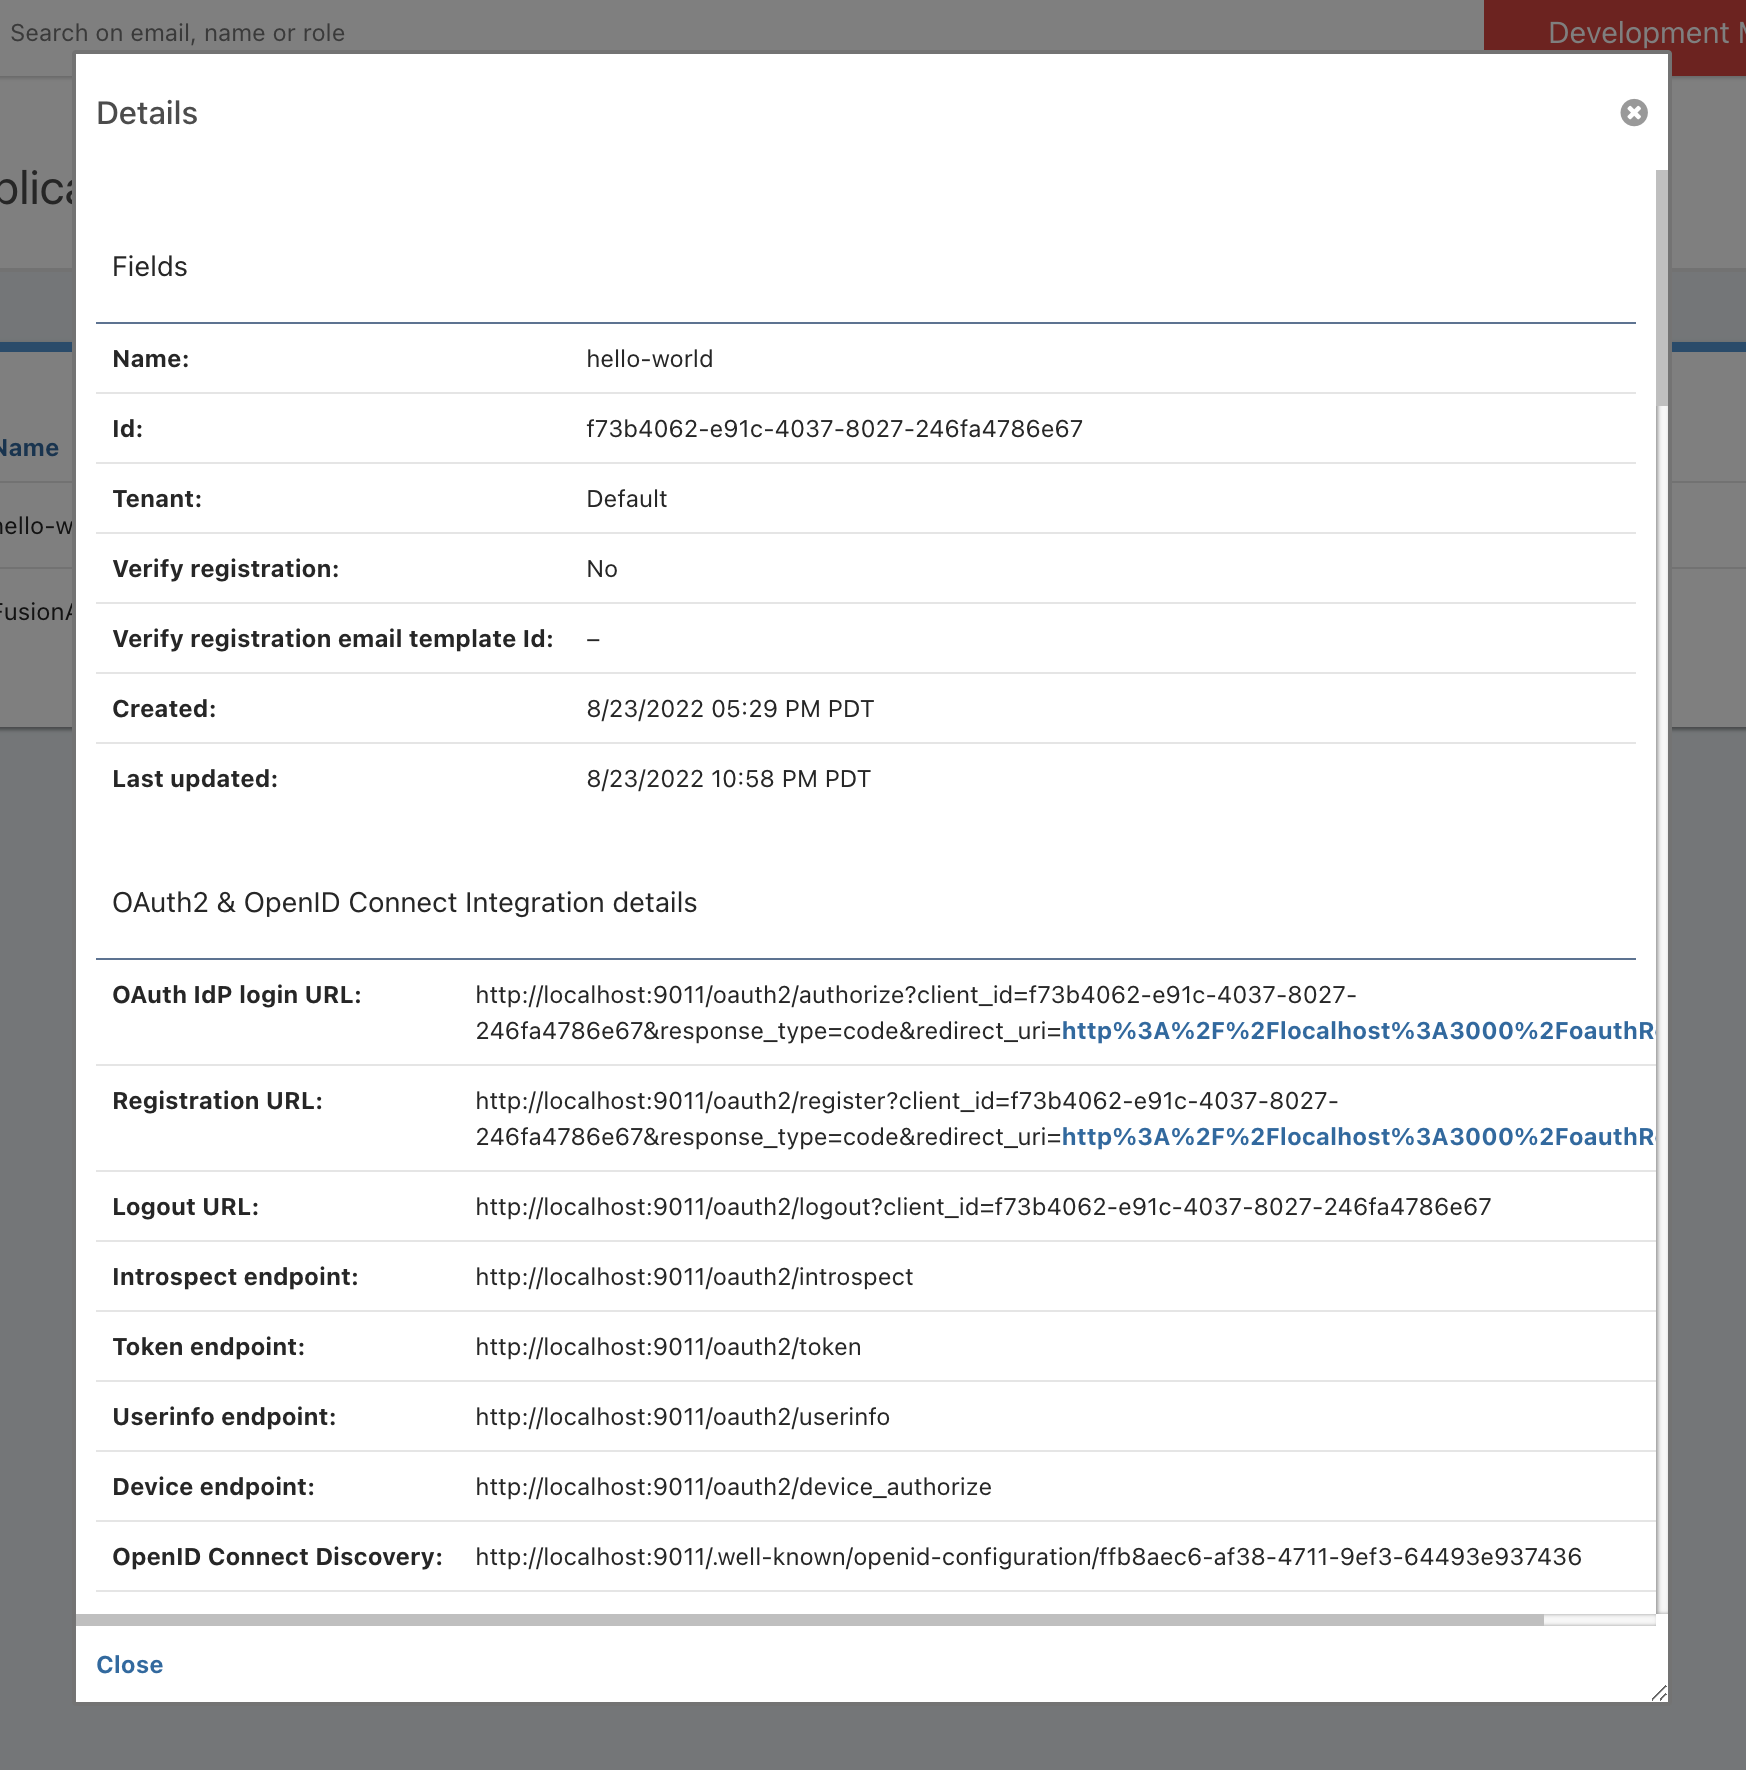 Search on email, name or role
Development
Details
Fields
Name: hello-world
Name
Id: f73b4062-e91c-4037-8027-246fa4786e67
Tenant: Default
Verify registration: No
Verify registration email template Id: –
Created: 8/23/2022 05:29 PM PDT
Last updated: 8/23/2022 10:58 PM PDT
OAuth2 & OpenID Connect Integration details
OAuth IdP login URL: http://localhost:9011/oauth2/authorize?client_id=f73b4062-e91c-4037-8027-
246fa4786e67&response_type=code&redirect_uri=http%3A%2F%2Flocalhost%3A3000%2FoauthR
Registration URL: http://localhost:9011/oauth2/register?client_id=f73b4062-e91c-4037-8027-
246fa4786e67&response_type=code&redirect_uri=http%3A%2F%2Flocalhost%3A3000%2FoauthR
Logout URL: http://localhost:9011/oauth2/logout?client_id=f73b4062-e91c-4037-8027-246fa4786e67
Introspect endpoint: http://localhost:9011/oauth2/introspect
Token endpoint: http://localhost:9011/oauth2/token
Userinfo endpoint: http://localhost:9011/oauth2/userinfo
Device endpoint: http://localhost:9011/oauth2/device_authorize
OpenID Connect Discovery: http://localhost:9011/.well-known/openid-configuration/ffb8aec6-af38-4711-9ef3-64493e937436
Close